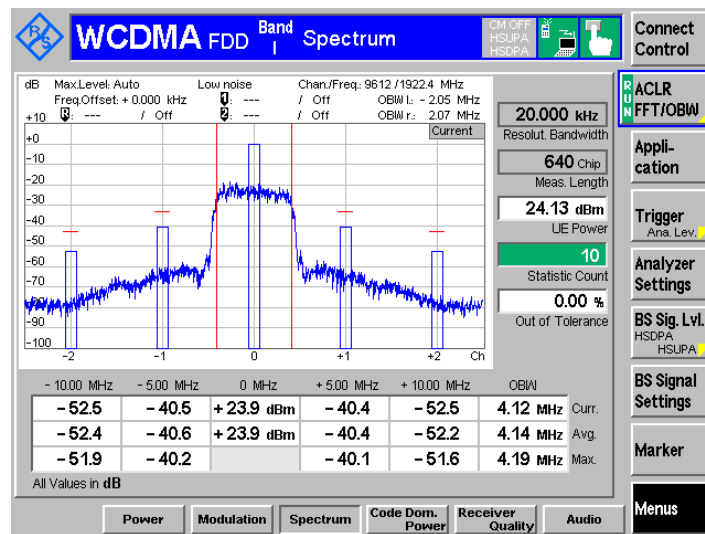 R/S
WCDMA FDD Band I Spectrum
CM OFF
HSUPA
HSDPA
Connect Control
dB Max.Level: Auto Low noise Chan./Freq.: 9612 / 1922.4 MHz
Freq.Offset: + 0.000 kHz 1: --- / Off OBW l.: - 2.05 MHz
R: --- / Off 2: --- / Off OBW r.: 2.07 MHz
Current
+10
+0
-10
-20
-30
-40
-50
-60
-70
-80
-90
-100
-2 -1 0 +1 +2 Ch
20.000 kHz
Resolut. Bandwidth
640 Chip
Meas. Length
24.13 dBm
UE Power
10
Statistic Count
0.00 %
Out of Tolerance
- 10.00 MHz - 5.00 MHz 0 MHz + 5.00 MHz + 10.00 MHz OBW
- 52.5 - 40.5 + 23.9 dBm - 40.4 - 52.5 4.12 MHz Curr.
- 52.4 - 40.6 + 23.9 dBm - 40.4 - 52.2 4.14 MHz Avg.
- 51.9 - 40.2 - 40.1 - 51.6 4.19 MHz Max.
All Values in dB
RUN
ACLR
FFT/OBW
Appli-
cation
Trigger
Ana. Lev.
Analyzer
Settings
BS Sig. Lvl.
HSDPA
HSUPA
BS Signal
Settings
Marker
Menus
Power Modulation Spectrum Code Dom. Power Receiver Quality Audio